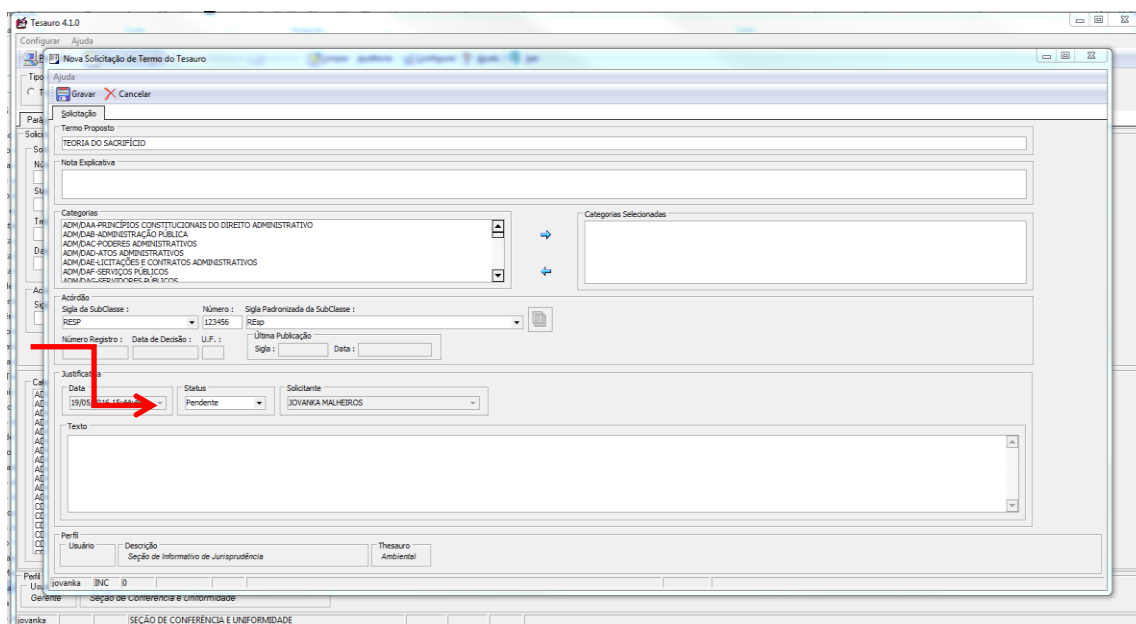 Tesauro 4.1.0
Configurar Ajuda
Nova Solicitação de Termo do Tesauro
Ajuda
Gravar Cancelar
Solicitação
Termo Proposto
TEORIA DO SACRIFÍCIO
Nota Explicativa
Categorias
Categorias Selecionadas
ADM/DAA-PRINCÍPIOS CONSTITUCIONAIS DO DIREITO ADMINISTRATIVO
ADM/DAB-ADMINISTRAÇÃO PÚBLICA
ADM/DAC-PODERES ADMINISTRATIVOS
ADM/DAD-ATOS ADMINISTRATIVOS
ADM/DAE-LICITAÇÕES E CONTRATOS ADMINISTRATIVOS
ADM/DAF-SERVIÇOS PÚBLICOS
ADM/DAG-SERVIDORES PÚBLICOS
Acórdão
Sigla da SubClasse : Número : Sigla Padronizada da SubClasse :
RESP 123456 REsp
Número Registro : Data de Decisão : U.F. : Última Publicação
Sigla : Data :
Justificativa
Data Status Solicitante
Pendente JOVANKA MALHEIROS
Texto
Perfil
Usuário Descrição Thesauro
Seção de Informativo de Jurisprudência Ambiental
jovanka INC 0
Perfil
Gerente Seção de Conferência e Uniformidade
jovanka SEÇÃO DE CONFERÊNCIA E UNIFORMIDADE